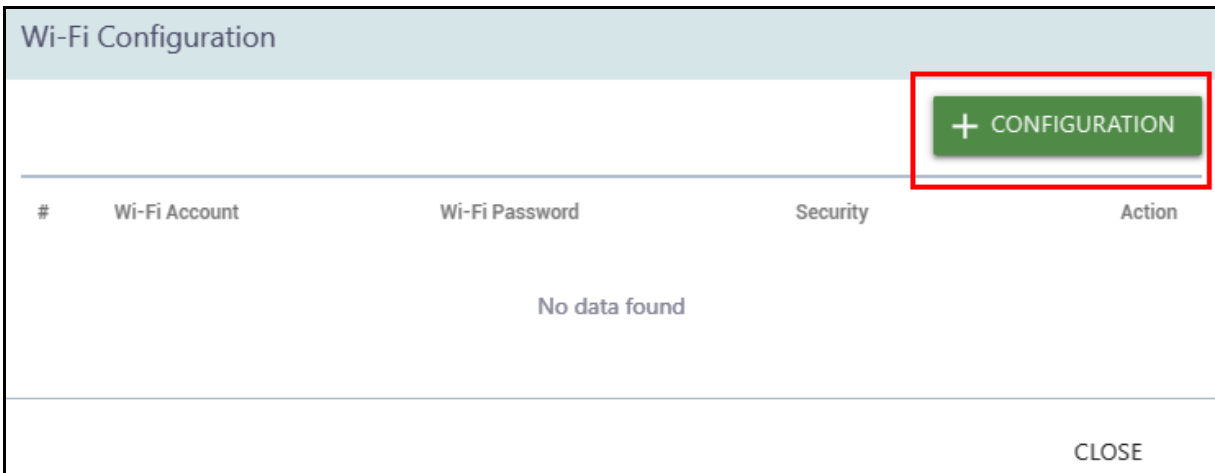 Wi-Fi Configuration
+ CONFIGURATION
# Wi-Fi Account Wi-Fi Password Security Action
No data found
CLOSE